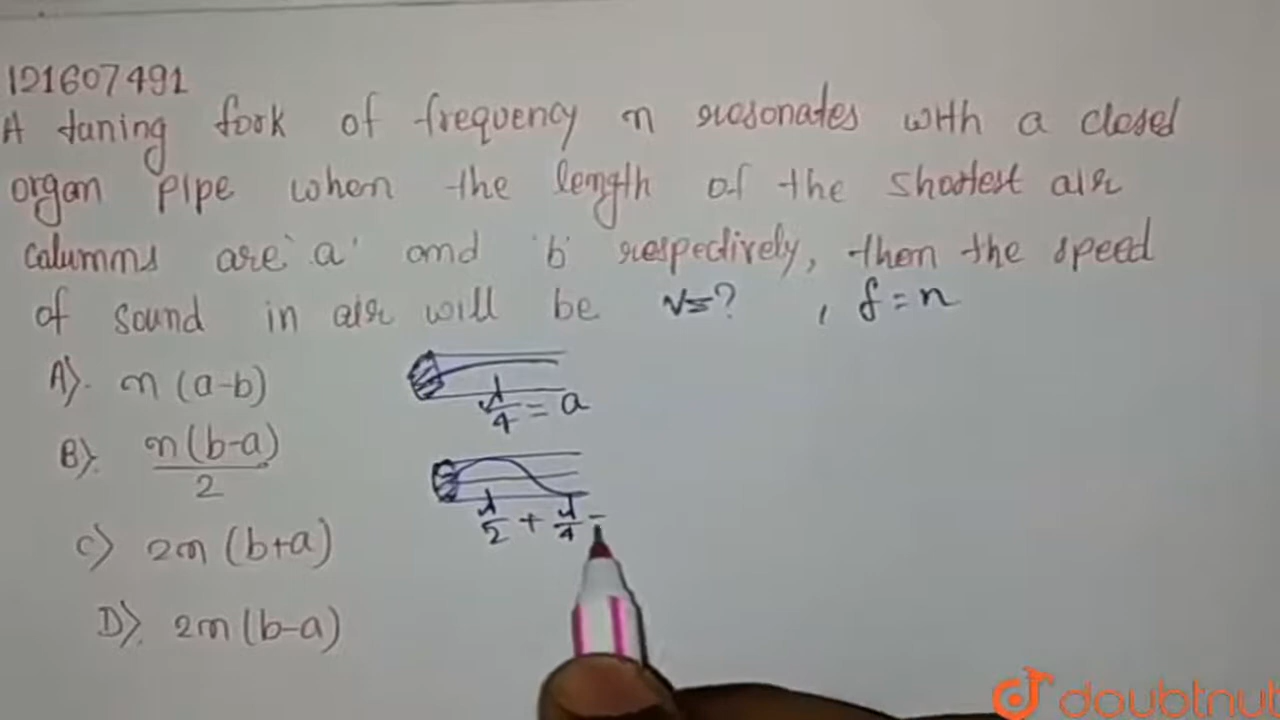 121607491
A tuning fork of frequency n resonates with a closed
organ pipe when the length of the shortest air
columns are 'a' and 'b' respectively, then the speed
of sound in air will be v=? , f=n
A). n(a-b)
λ/4 = a
B). n(b-a)/2
λ/2 + λ/4 -
C) 2n(b+a)
D). 2n(b-a)
doubtnut